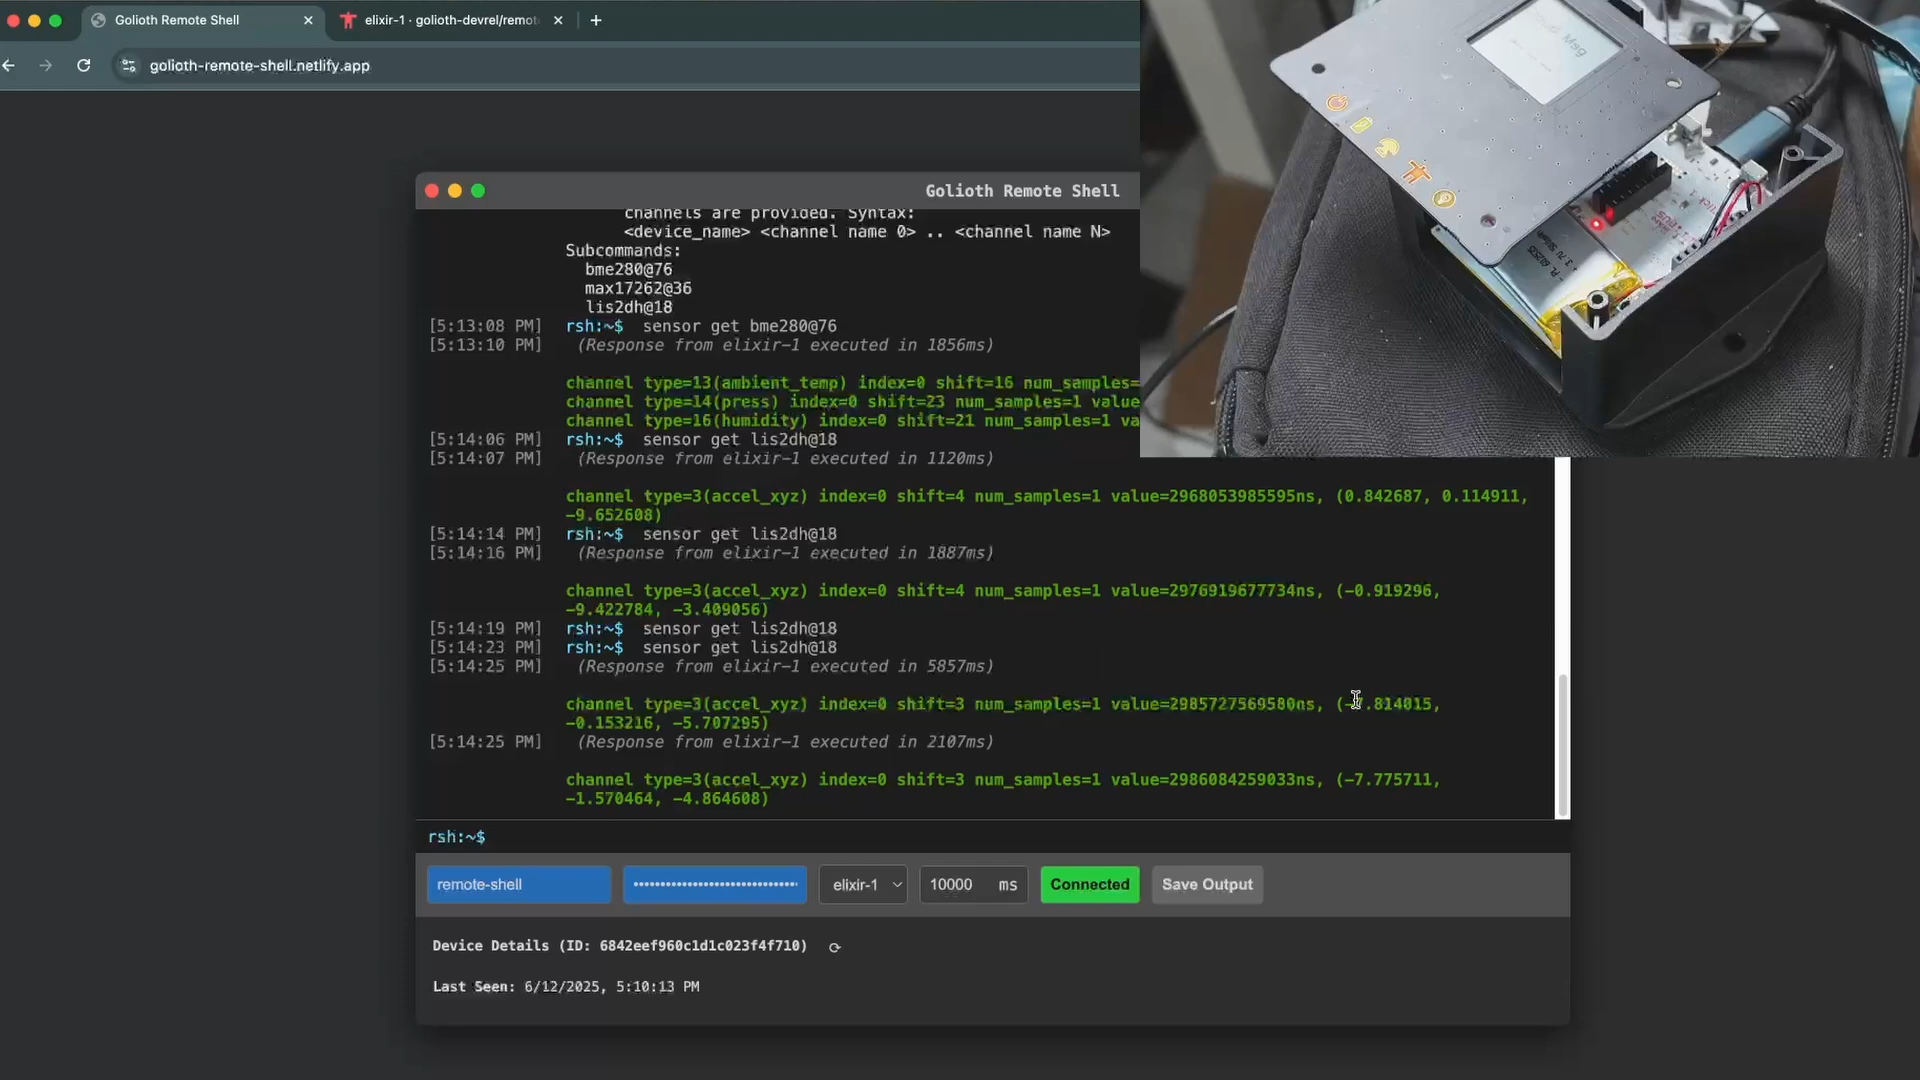 Golioth Remote Shell
elixir-1 · golioth-devrel/remot
golioth-remote-shell.netlify.app
Msg
Golioth Remote Shell
channels are provided. Syntax:
<device_name> <channel name 0> .. <channel name N>
Subcommands:
bme280@76
max17262@36
lis2dh@18
[5:13:08 PM] rsh:~$ sensor get bme280@76
[5:13:10 PM] (Response from elixir-1 executed in 1856ms)
channel type=13(ambient_temp) index=0 shift=16 num_samples=
channel type=14(press) index=0 shift=23 num_samples=1 value
channel type=16(humidity) index=0 shift=21 num_samples=1 va
[5:14:06 PM] rsh:~$ sensor get lis2dh@18
[5:14:07 PM] (Response from elixir-1 executed in 1120ms)
channel type=3(accel_xyz) index=0 shift=4 num_samples=1 value=2968053985595ns, (0.842687, 0.114911,
-9.652608)
[5:14:14 PM] rsh:~$ sensor get lis2dh@18
[5:14:16 PM] (Response from elixir-1 executed in 1887ms)
channel type=3(accel_xyz) index=0 shift=4 num_samples=1 value=2976919677734ns, (-0.919296,
-9.422784, -3.409056)
[5:14:19 PM] rsh:~$ sensor get lis2dh@18
[5:14:23 PM] rsh:~$ sensor get lis2dh@18
[5:14:25 PM] (Response from elixir-1 executed in 5857ms)
channel type=3(accel_xyz) index=0 shift=3 num_samples=1 value=2985727569580ns, (-7.814015,
-0.153216, -5.707295)
[5:14:25 PM] (Response from elixir-1 executed in 2107ms)
channel type=3(accel_xyz) index=0 shift=3 num_samples=1 value=2986084259033ns, (-7.775711,
-1.570464, -4.864608)
rsh:~$
remote-shell
elixir-1
10000 ms
Connected
Save Output
Device Details (ID: 6842eef960c1d1c023f4f710)
Last Seen: 6/12/2025, 5:10:13 PM